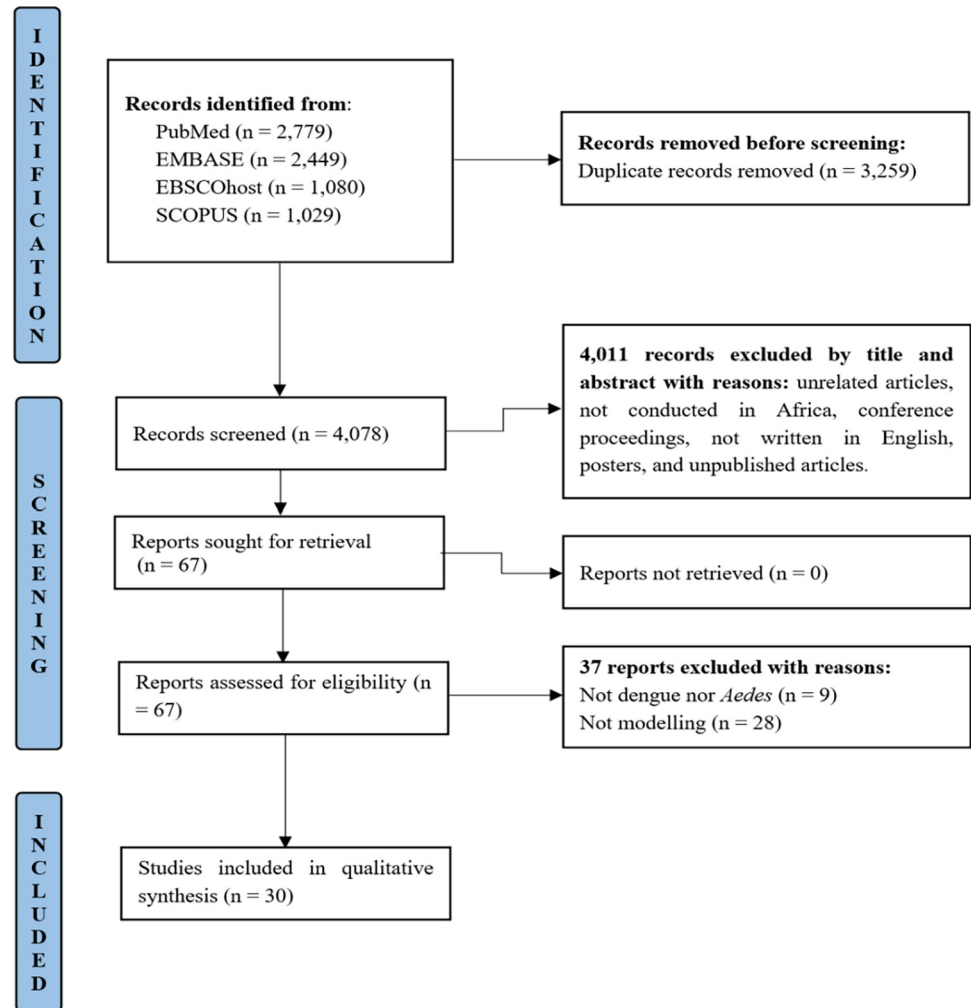 IDENTIFICATION
Records identified from:
PubMed (n = 2,779)
EMBASE (n = 2,449)
EBSCOhost (n = 1,080)
SCOPUS (n = 1,029)
Records removed before screening:
Duplicate records removed (n = 3,259)
SCREENING
Records screened (n = 4,078)
4,011 records excluded by title and
abstract with reasons: unrelated articles,
not conducted in Africa, conference
proceedings, not written in English,
posters, and unpublished articles.
Reports sought for retrieval
(n = 67)
Reports not retrieved (n = 0)
Reports assessed for eligibility (n
= 67)
37 reports excluded with reasons:
Not dengue nor Aedes (n = 9)
Not modelling (n = 28)
INCLUDED
Studies included in qualitative
synthesis (n = 30)